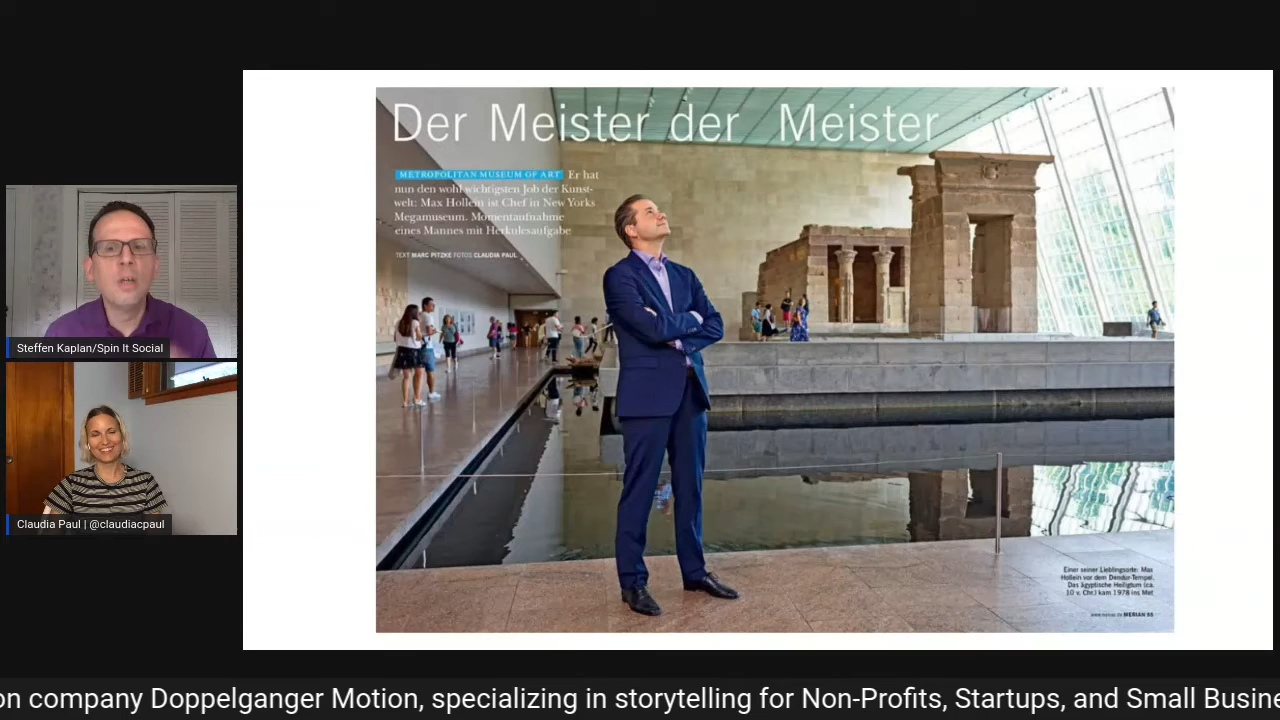 Der Meister der Meister
METROPOLITAN MUSEUM OF ART Er hat
nun den wohl wichtigsten Job der Kunst-
welt: Max Hollein ist Chef in New Yorks
Megamuseum. Momentaufnahme
eines Mannes mit Herkulesaufgabe
TEXT MARC PITZKE FOTOS CLAUDIA PAUL
Steffen Kaplan/Spin It Social
Claudia Paul | @claudiacpaul
Einer seiner Lieblingsorte: Max
Hollein vor dem Dendur-Tempel.
Das ägyptische Heiligtum (ca.
10 v. Chr.) kam 1978 ins Met
MERIAN
on company Doppelganger Motion, specializing in storytelling for Non-Profits, Startups, and Small Busine